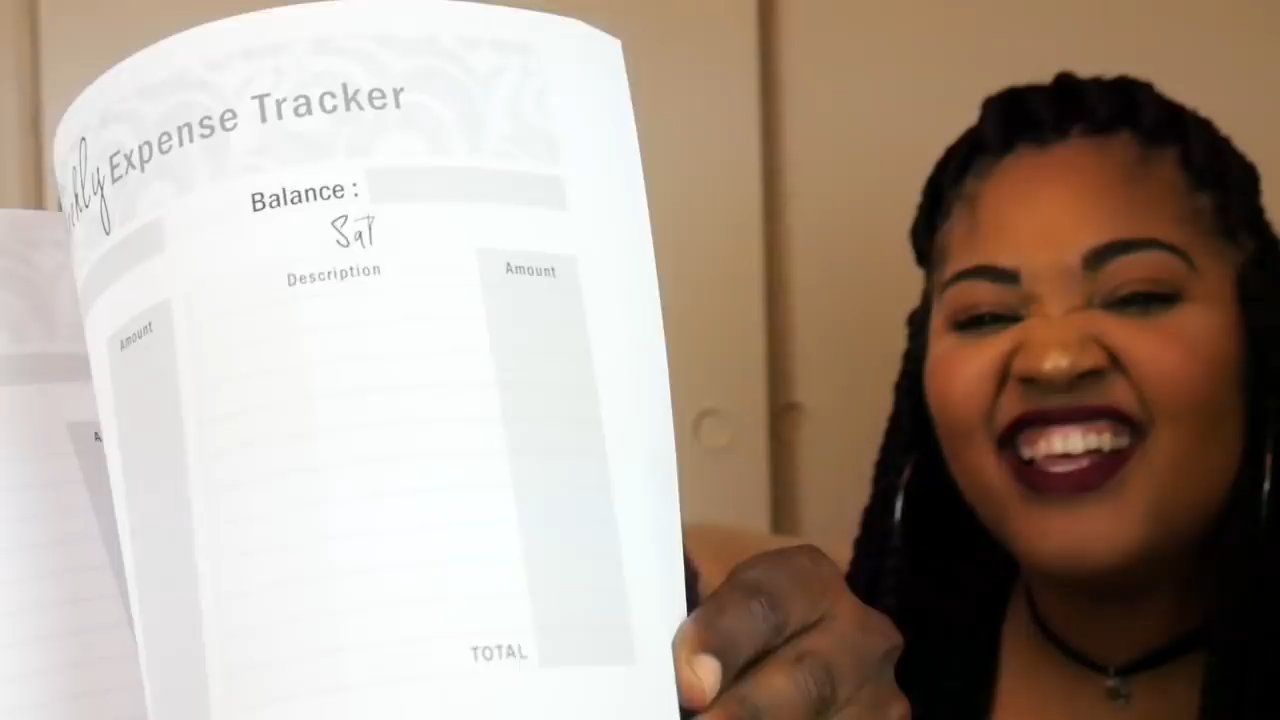 Expense Tracker
Balance :
Sat
Description Amount
Amount
TOTAL